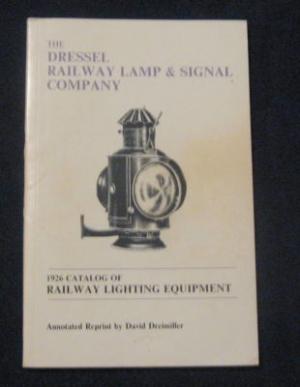 THE
DRESSEL
RAILWAY LAMP & SIGNAL
COMPANY
1926 CATALOG OF
RAILWAY LIGHTING EQUIPMENT
Annotated Reprint by David Dreimiller